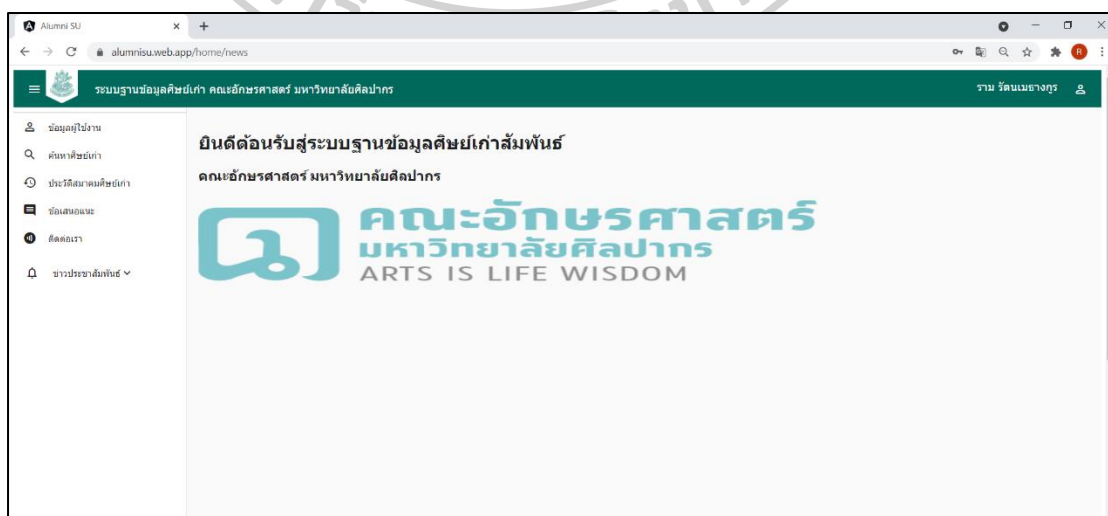 Alumni SU
alumnisu.web.app/home/news
R
ระบบฐานข้อมูลศิษย์เก่า คณะอักษรศาสตร์ มหาวิทยาลัยศิลปากร
ราม รัตนเมธางกูร
ข้อมูลผู้ใช้งาน
ค้นหาศิษย์เก่า
ประวัติสมาคมศิษย์เก่า
ข้อเสนอแนะ
ติดต่อเรา
ข่าวประชาสัมพันธ์
ยินดีต้อนรับสู่ระบบฐานข้อมูลศิษย์เก่าสัมพันธ์
คณะอักษรศาสตร์ มหาวิทยาลัยศิลปากร
คณะอักษรศาสตร์
มหาวิทยาลัยศิลปากร
ARTS IS LIFE WISDOM